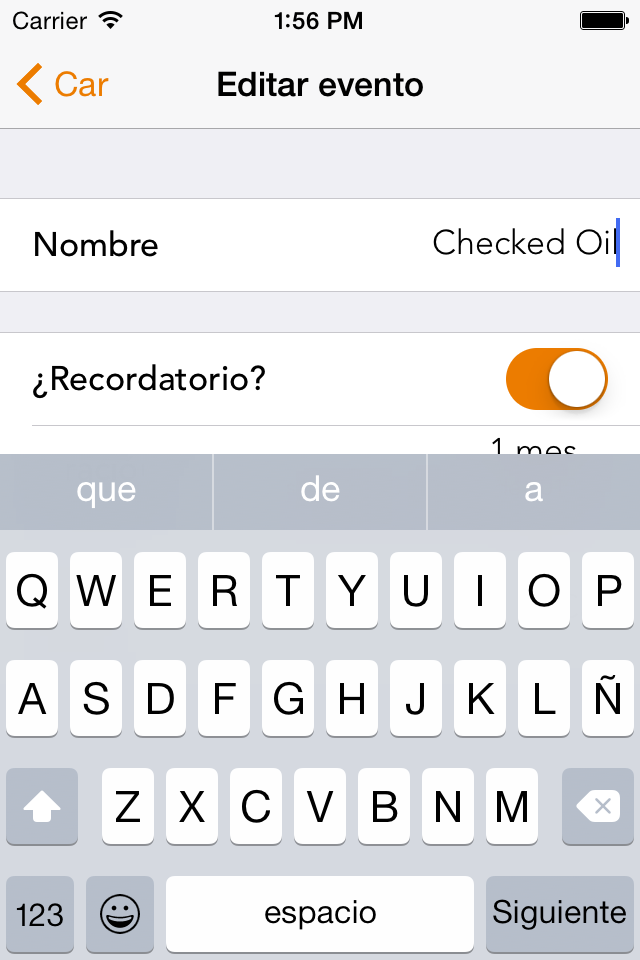 Carrier 1:56 PM
Car Editar evento
Nombre Checked Oil
¿Recordatorio?
1 mes
que de a
Q W E R T Y U I O P
A S D F G H J K L Ñ
Z X C V B N M
123 espacio Siguiente